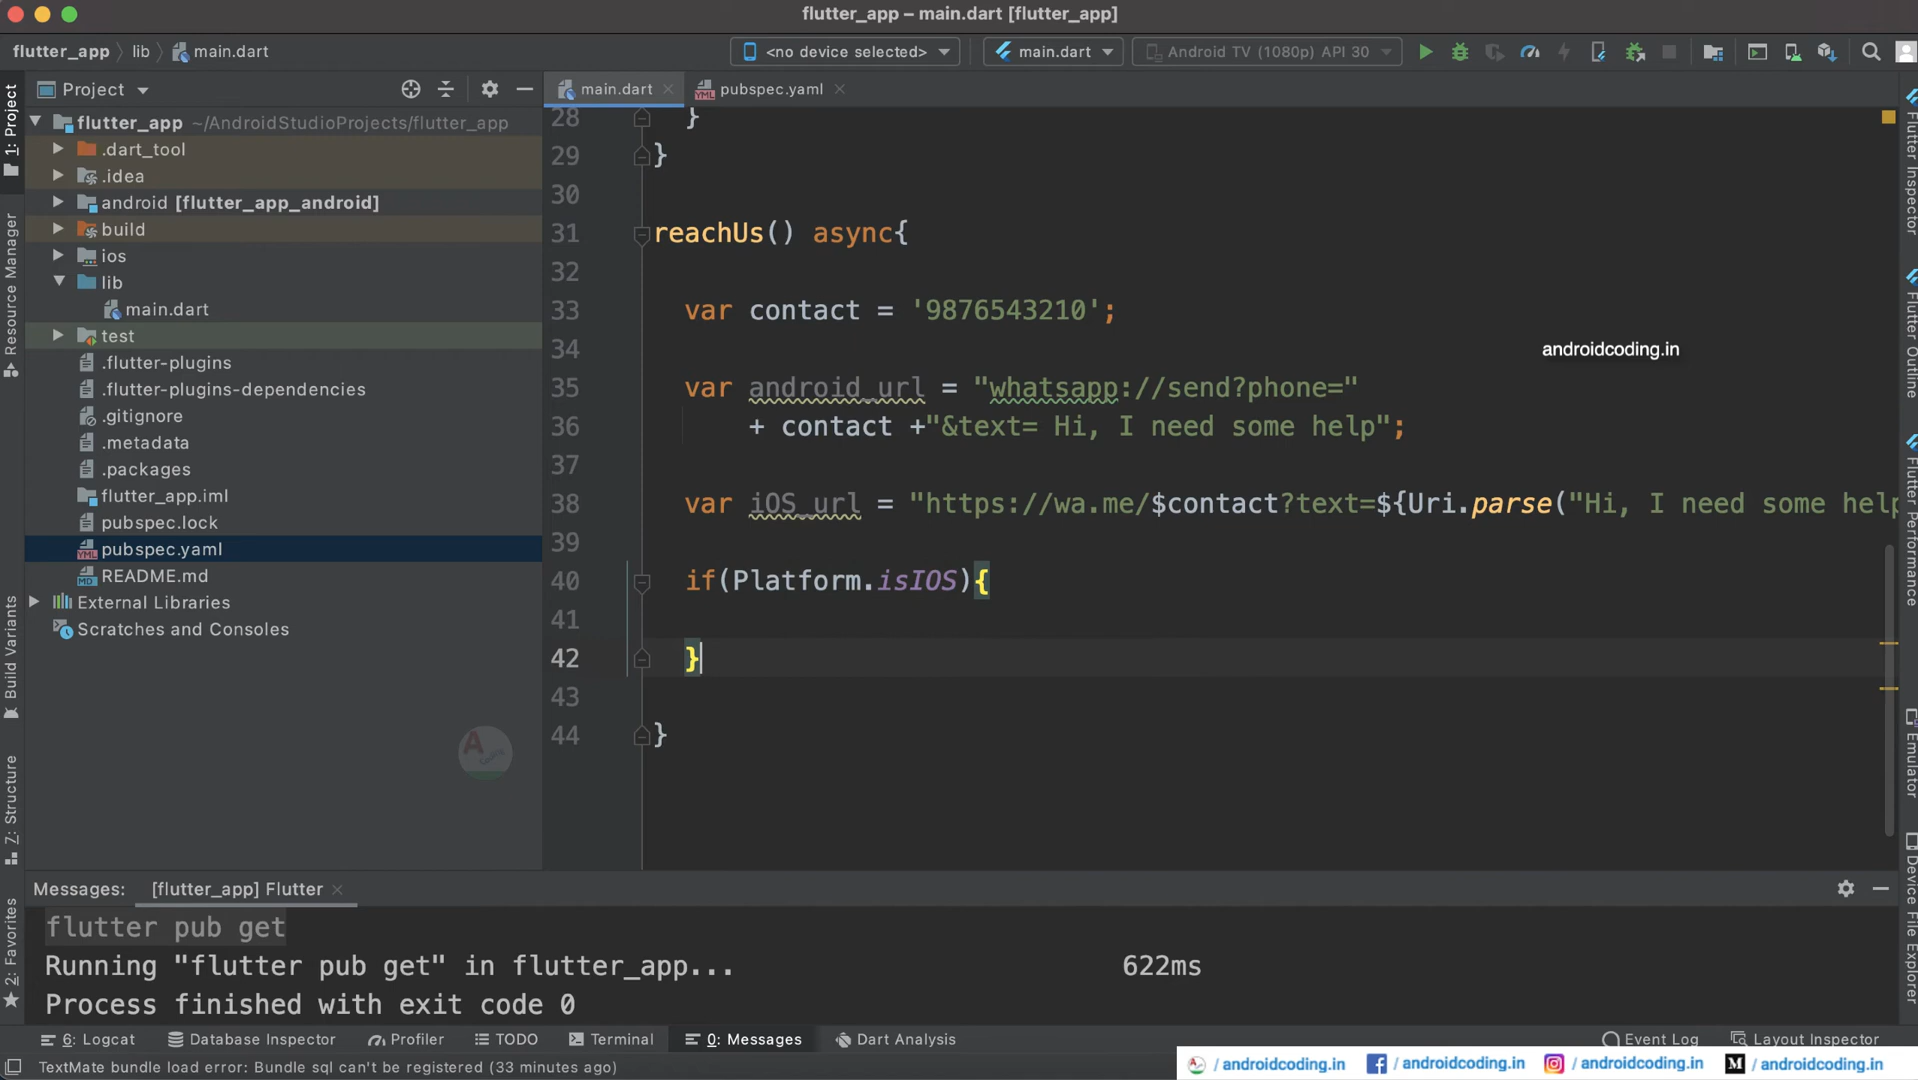 flutter_app – main.dart [flutter_app]
flutter_app lib main.dart
<no device selected> main.dart Android TV (1080p) API 30
Project
main.dart pubspec.yaml
flutter_app ~/AndroidStudioProjects/flutter_app
.dart_tool
.idea
android [flutter_app_android]
build
ios
lib
main.dart
test
.flutter-plugins
.flutter-plugins-dependencies
.gitignore
.metadata
.packages
flutter_app.iml
pubspec.lock
pubspec.yaml
README.md
External Libraries
Scratches and Consoles
1: Project
Resource Manager
Build Variants
7: Structure
2: Favorites
28 }
29 }
30
31 reachUs() async{
32
33 var contact = '9876543210';
34
androidcoding.in
35 var android_url = "whatsapp://send?phone="
36 + contact +"&text= Hi, I need some help";
37
38 var iOS_url = "https://wa.me/$contact?text=${Uri.parse("Hi, I need some help
39
40 if(Platform.isIOS){
41
42 }
43
44 }
Flutter Inspector
Flutter Outline
Flutter Performance
Emulator
Device File Explorer
Messages: [flutter_app] Flutter
flutter pub get
Running "flutter pub get" in flutter_app... 622ms
Process finished with exit code 0
6: Logcat Database Inspector Profiler TODO Terminal 0: Messages Dart Analysis Event Log Layout Inspector
TextMate bundle load error: Bundle sql can't be registered (33 minutes ago)
/ androidcoding.in / androidcoding.in / androidcoding.in /androidcoding.in